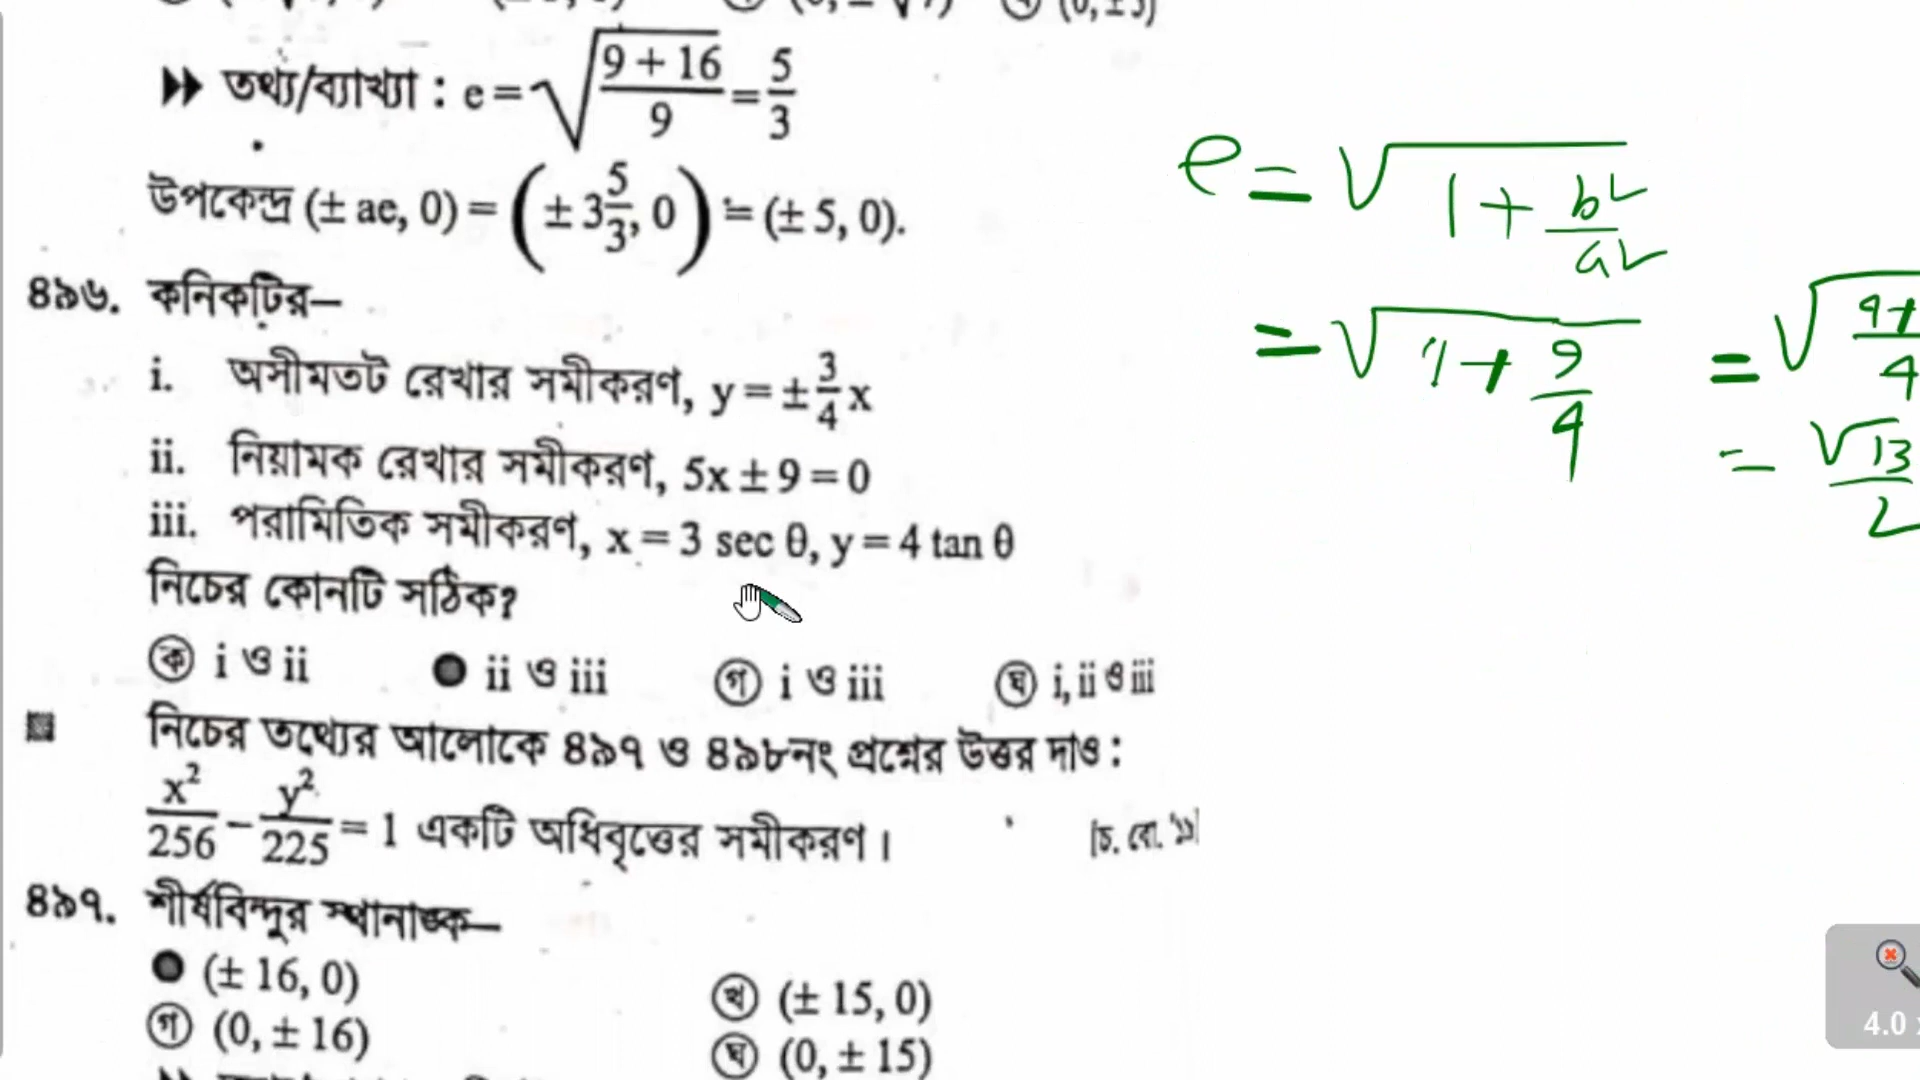 ▸▸ তথ্য/ব্যাখ্যা : e = √((9 + 16)/9) = 5/3
উপকেন্দ্র (± ae, 0) = (± 3 5/3, 0) = (± 5, 0).
৪৯৬. কনিকটির—
i. অসীমতট রেখার সমীকরণ, y = ± 3/4 x
ii. নিয়ামক রেখার সমীকরণ, 5x ± 9 = 0
iii. পরামিতিক সমীকরণ, x = 3 sec θ, y = 4 tan θ
নিচের কোনটি সঠিক?
ক i ও ii ● ii ও iii গ i ও iii ঘ i, ii ও iii
নিচের তথ্যের আলোকে ৪৯৭ ও ৪৯৮নং প্রশ্নের উত্তর দাও :
x²/256 − y²/225 = 1 একটি অধিবৃত্তের সমীকরণ। [চ. বো. '১১]
৪৯৭. শীর্ষবিন্দুর স্থানাঙ্ক—
● (± 16, 0) খ (± 15, 0)
গ (0, ± 16) ঘ (0, ± 15)
e = √(1 + b²/a²)
= √(1 + 9/4) =
= √13/2
4.0